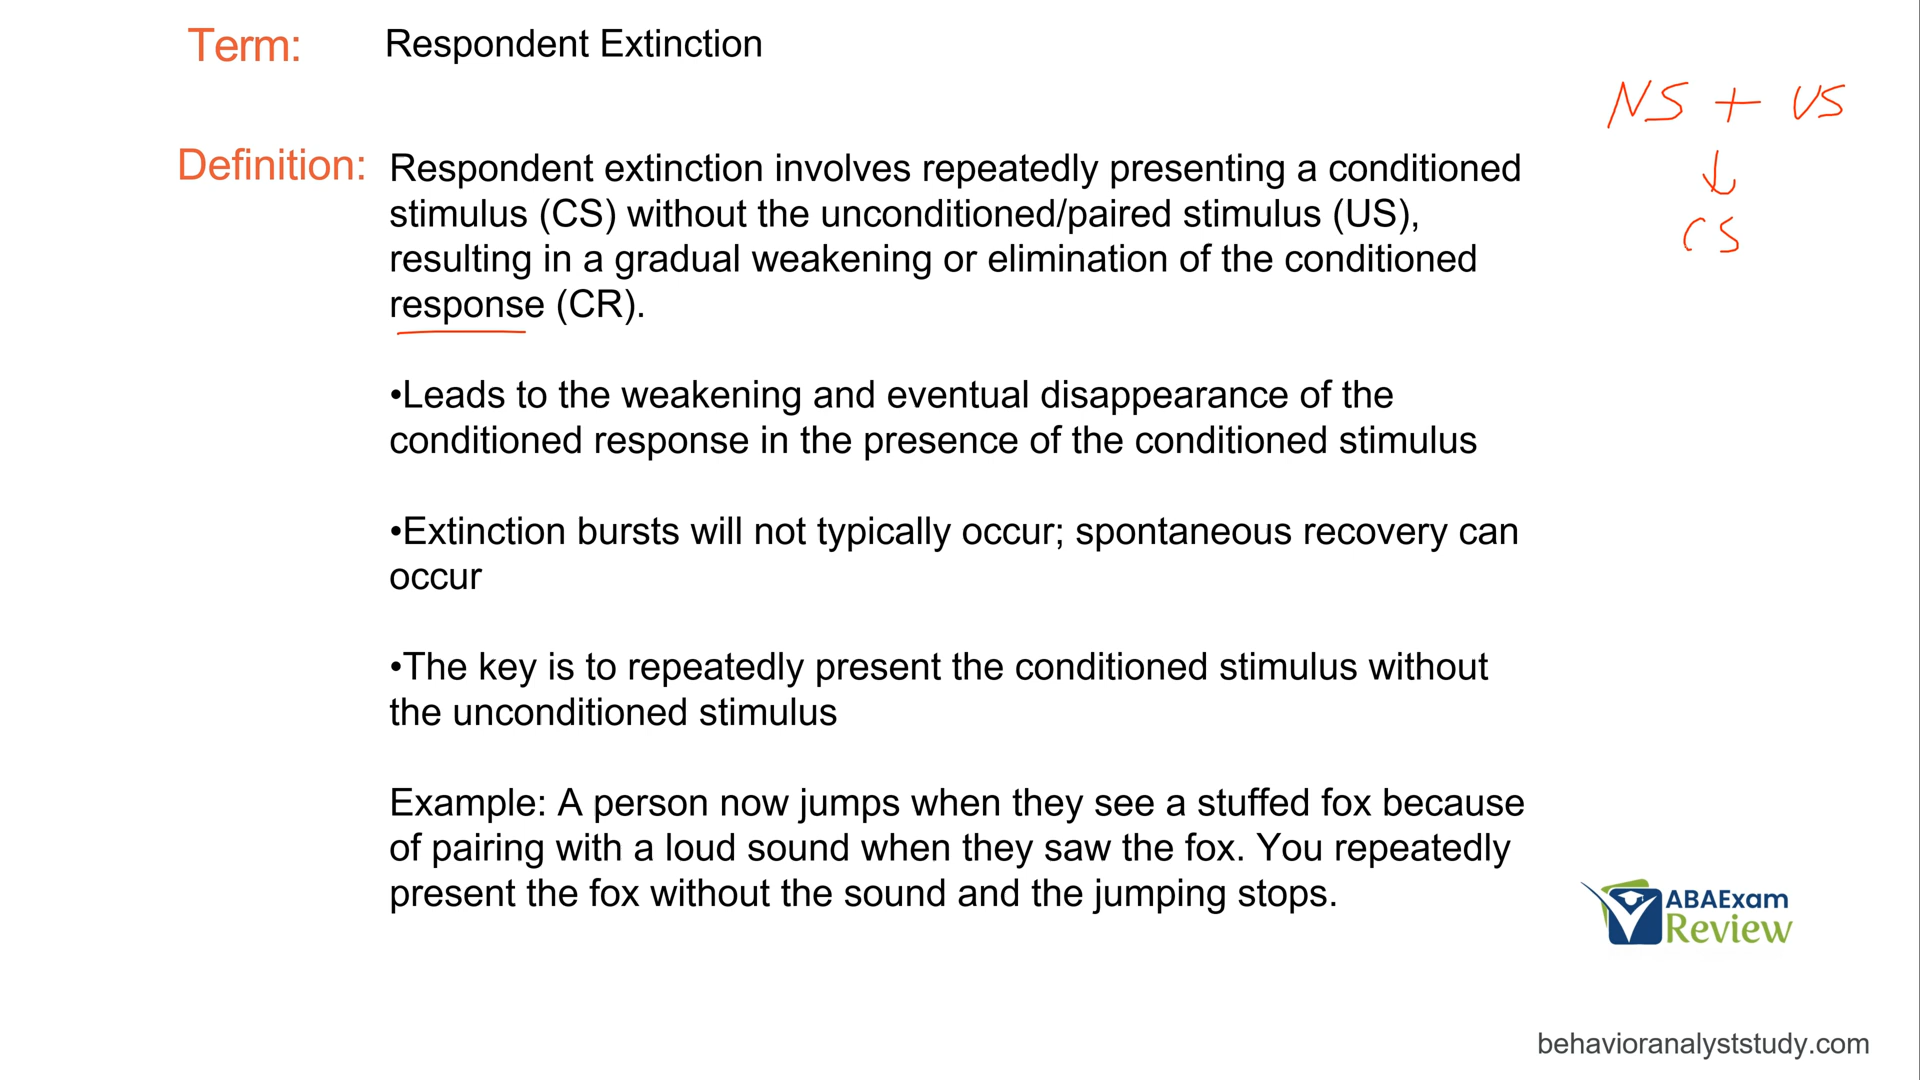 Term: Respondent Extinction
NS + US
↓
CS
Definition: Respondent extinction involves repeatedly presenting a conditioned
stimulus (CS) without the unconditioned/paired stimulus (US),
resulting in a gradual weakening or elimination of the conditioned
response (CR).
•Leads to the weakening and eventual disappearance of the
conditioned response in the presence of the conditioned stimulus
•Extinction bursts will not typically occur; spontaneous recovery can
occur
•The key is to repeatedly present the conditioned stimulus without
the unconditioned stimulus
Example: A person now jumps when they see a stuffed fox because
of pairing with a loud sound when they saw the fox. You repeatedly
present the fox without the sound and the jumping stops.
ABAExam
Review
behavioranalyststudy.com